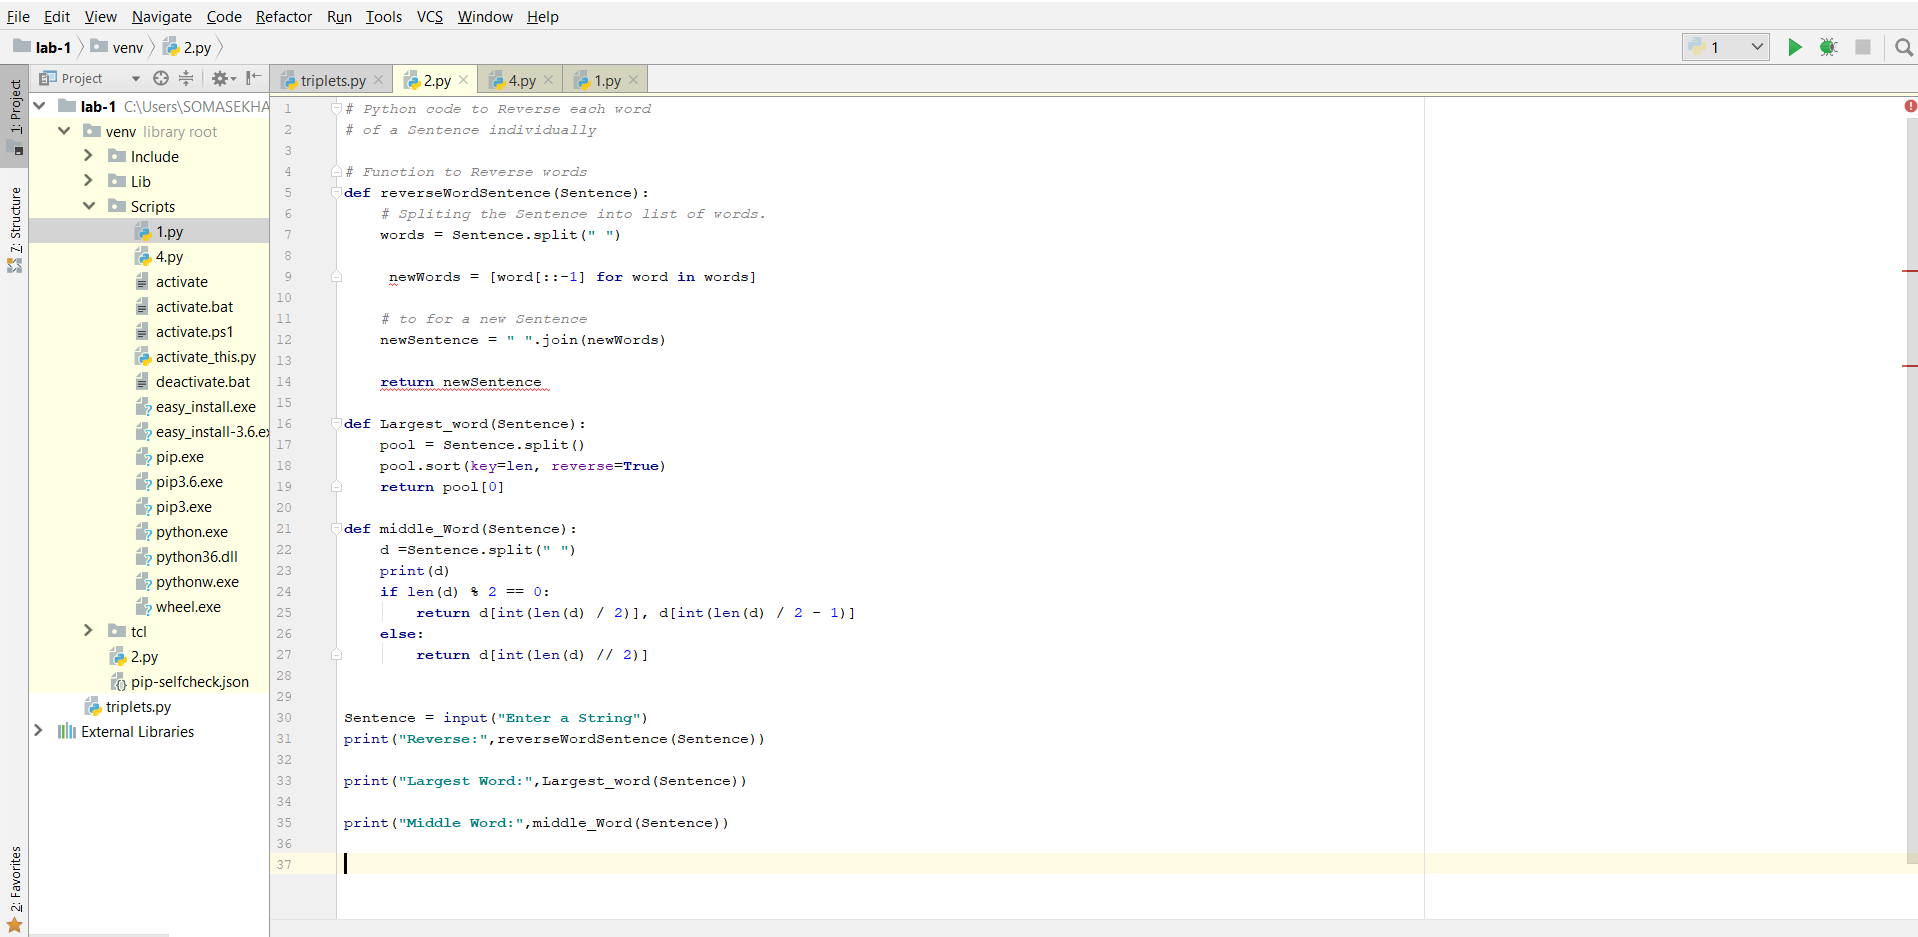 File Edit View Navigate Code Refactor Run Tools VCS Window Help
lab-1 venv 2.py 1
Project triplets.py 2.py 4.py 1.py
1: Project
7: Structure
2: Favorites
lab-1 C:\Users\SOMASEKHA
venv library root
Include
Lib
Scripts
1.py
4.py
activate
activate.bat
activate.ps1
activate_this.py
deactivate.bat
easy_install.exe
easy_install-3.6.ex
pip.exe
pip3.6.exe
pip3.exe
python.exe
python36.dll
pythonw.exe
wheel.exe
tcl
2.py
pip-selfcheck.json
triplets.py
External Libraries
1 # Python code to Reverse each word
2 # of a Sentence individually
3
4 # Function to Reverse words
5 def reverseWordSentence(Sentence):
6     # Spliting the Sentence into list of words.
7     words = Sentence.split(" ")
8
9      newWords = [word[::-1] for word in words]
10
11     # to for a new Sentence
12     newSentence = " ".join(newWords)
13
14     return newSentence
15
16 def Largest_word(Sentence):
17     pool = Sentence.split()
18     pool.sort(key=len, reverse=True)
19     return pool[0]
20
21 def middle_Word(Sentence):
22     d =Sentence.split(" ")
23     print(d)
24     if len(d) % 2 == 0:
25         return d[int(len(d) / 2)], d[int(len(d) / 2 - 1)]
26     else:
27         return d[int(len(d) // 2)]
28
29
30 Sentence = input("Enter a String")
31 print("Reverse:",reverseWordSentence(Sentence))
32
33 print("Largest Word:",Largest_word(Sentence))
34
35 print("Middle Word:",middle_Word(Sentence))
36
37